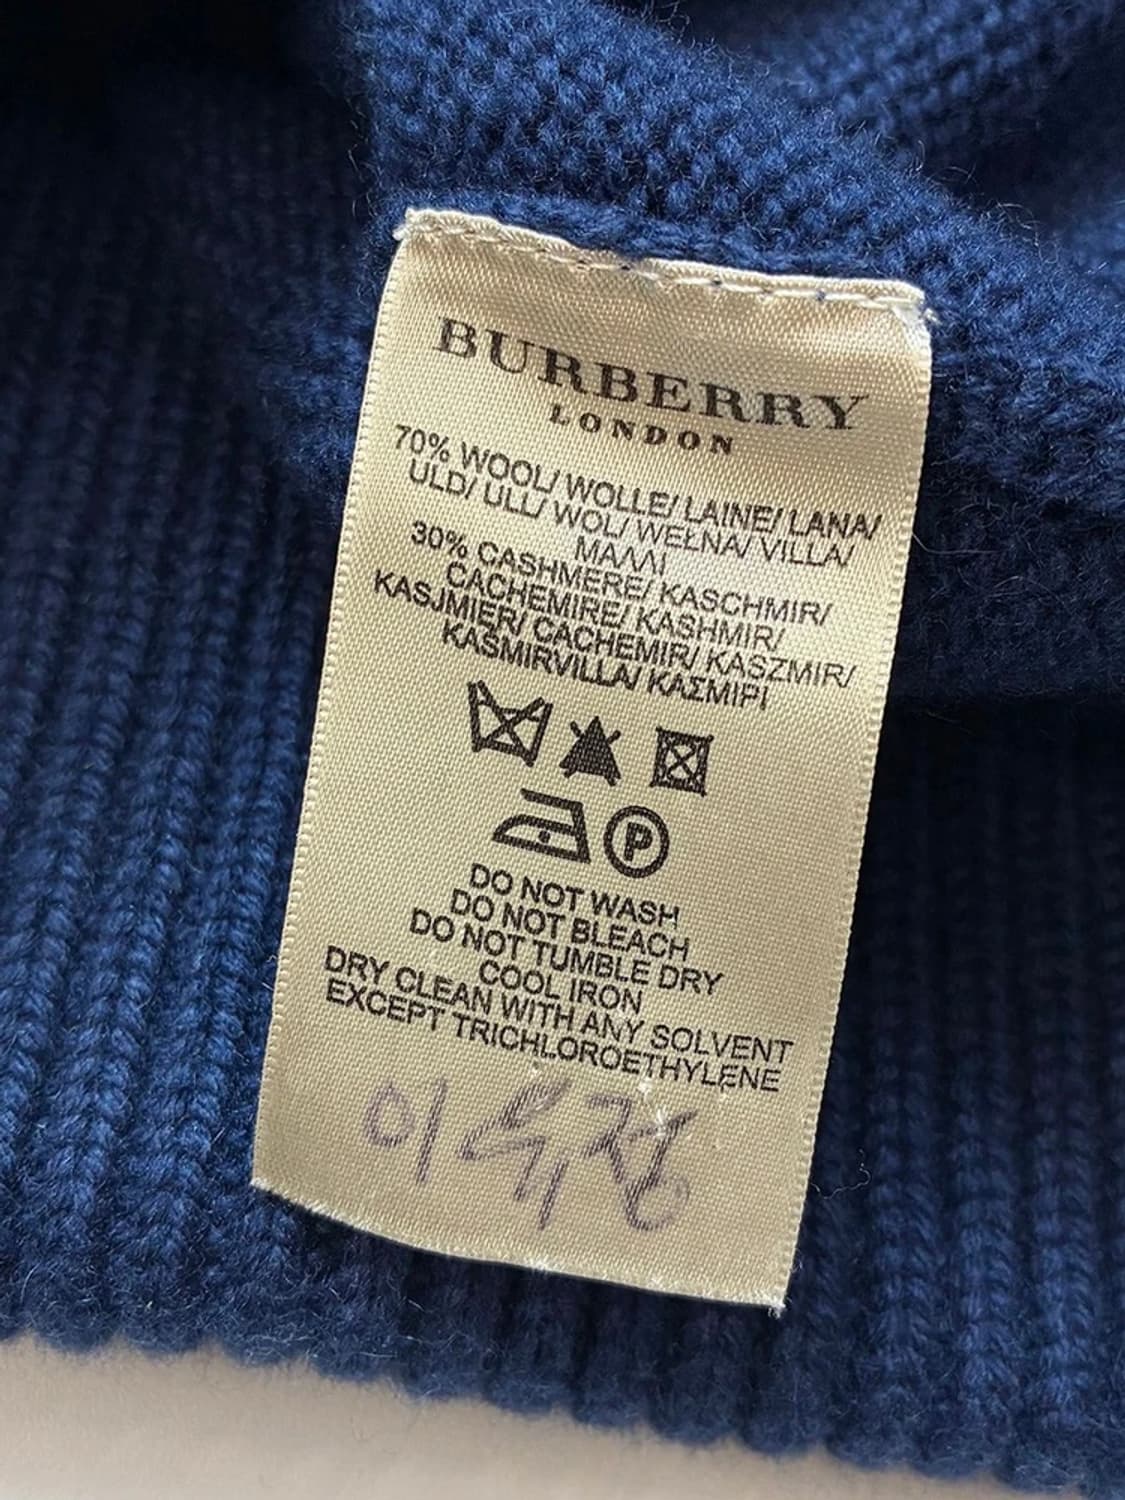 BURBERRY
LONDON
70% WOOL/ WOLLE/ LAINE/ LANA/
ULD/ ULL/ WOL/ WEŁNA/ VILLA/
ΜΑΛΛΙ
30% CASHMERE/ KASCHMIR/
CACHEMIRE/ KASHMIR/
KASJMIER/ CACHEMIR/ KASZMIR/
KAŠMIRVILLA/ ΚΑΣΜΙΡΙ
P
DO NOT WASH
DO NOT BLEACH
DO NOT TUMBLE DRY
COOL IRON
DRY CLEAN WITH ANY SOLVENT
EXCEPT TRICHLOROETHYLENE